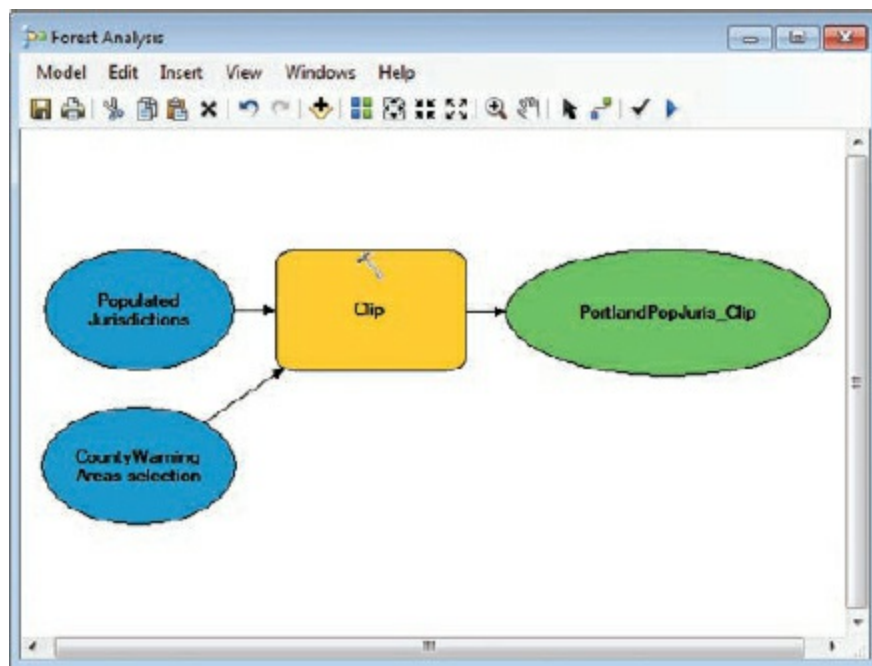 Forest Analysis
Model Edit Insert View Windows Help
Populated
Jurisdictions
Clip
PortlandPopJuris_Clip
CountyWarning
Areas selection